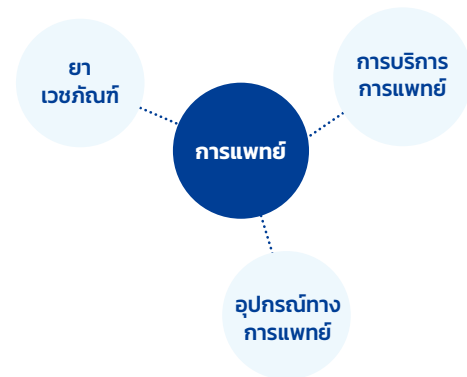 ยา
เวชภัณฑ์
การบริการ
การแพทย์
การแพทย์
อุปกรณ์ทาง
การแพทย์